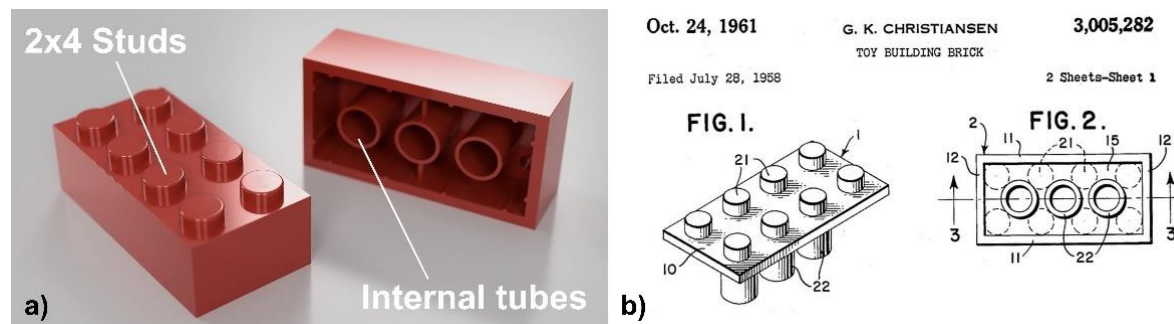 2x4 Studs
Internal tubes
a)
Oct. 24, 1961
G. K. CHRISTIANSEN
3,005,282
TOY BUILDING BRICK
Filed July 28, 1958
2 Sheets-Sheet 1
FIG. 1.
1
21
10
22
FIG. 2.
2
11
21
15
12
12
3
3
11
22
b)